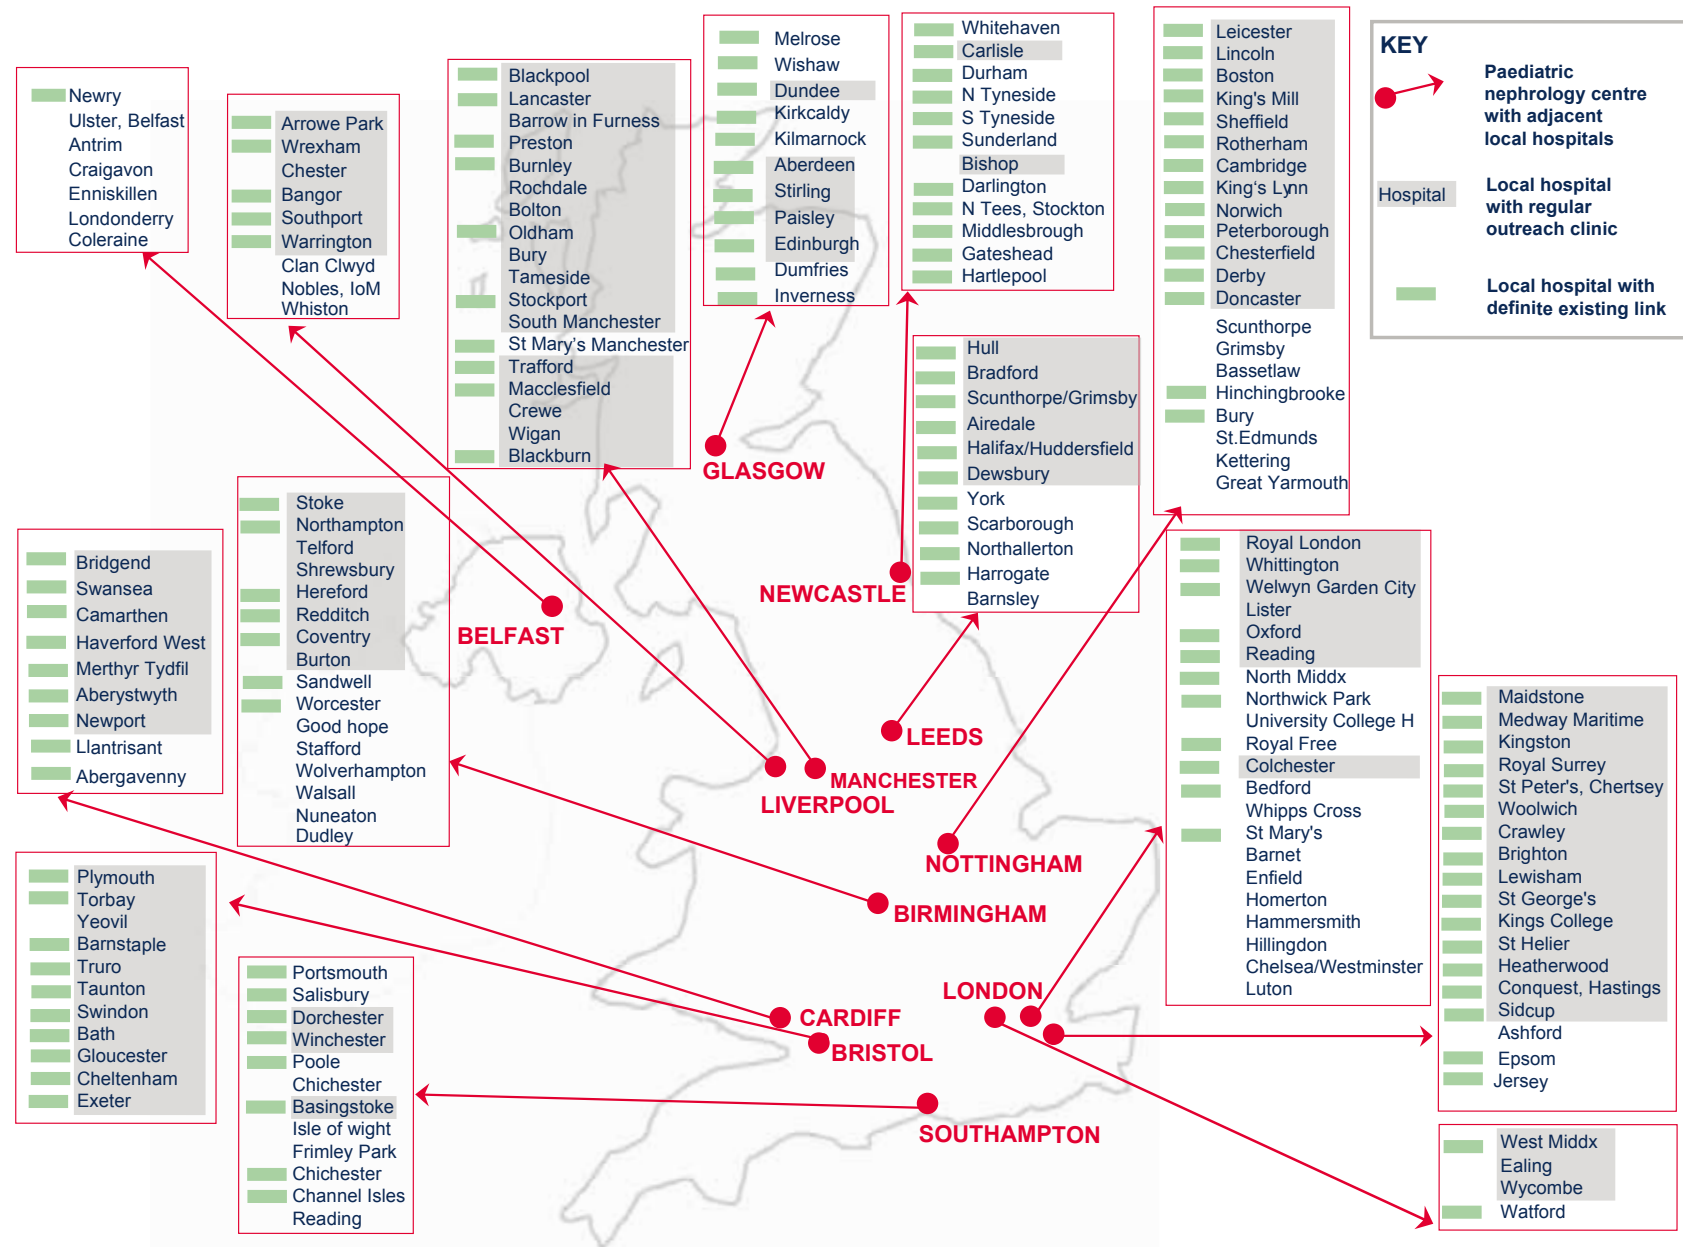 Newry
Ulster, Belfast
Antrim
Craigavon
Enniskillen
Londonderry
Coleraine
Arrowe Park
Wrexham
Chester
Bangor
Southport
Warrington
Clan Clwyd
Nobles, IoM
Whiston
Blackpool
Lancaster
Barrow in Furness
Preston
Burnley
Rochdale
Bolton
Oldham
Bury
Tameside
Stockport
South Manchester
St Mary’s Manchester
Trafford
Macclesfield
Crewe
Wigan
Blackburn
Melrose
Wishaw
Dundee
Kirkcaldy
Kilmarnock
Aberdeen
Stirling
Paisley
Edinburgh
Dumfries
Inverness
Whitehaven
Carlisle
Durham
N Tyneside
S Tyneside
Sunderland
Bishop
Darlington
N Tees, Stockton
Middlesbrough
Gateshead
Hartlepool
Leicester
Lincoln
Boston
King's Mill
Sheffield
Rotherham
Cambridge
King‘s Lynn
Norwich
Peterborough
Chesterfield
Derby
Doncaster
Scunthorpe
Grimsby
Bassetlaw
Hinchingbrooke
Bury
St.Edmunds
Kettering
Great Yarmouth
KEY
Paediatric
nephrology centre
with adjacent
local hospitals
Hospital
Local hospital
with regular
outreach clinic
Local hospital with
definite existing link
Hull
Bradford
Scunthorpe/Grimsby
Airedale
Halifax/Huddersfield
Dewsbury
York
Scarborough
Northallerton
Harrogate
Barnsley
GLASGOW
NEWCASTLE
BELFAST
LEEDS
MANCHESTER
LIVERPOOL
NOTTINGHAM
BIRMINGHAM
LONDON
CARDIFF
BRISTOL
SOUTHAMPTON
Stoke
Northampton
Telford
Shrewsbury
Hereford
Redditch
Coventry
Burton
Sandwell
Worcester
Good hope
Stafford
Wolverhampton
Walsall
Nuneaton
Dudley
Bridgend
Swansea
Camarthen
Haverford West
Merthyr Tydfil
Aberystwyth
Newport
Llantrisant
Abergavenny
Plymouth
Torbay
Yeovil
Barnstaple
Truro
Taunton
Swindon
Bath
Gloucester
Cheltenham
Exeter
Portsmouth
Salisbury
Dorchester
Winchester
Poole
Chichester
Basingstoke
Isle of wight
Frimley Park
Chichester
Channel Isles
Reading
Royal London
Whittington
Welwyn Garden City
Lister
Oxford
Reading
North Middx
Northwick Park
University College H
Royal Free
Colchester
Bedford
Whipps Cross
St Mary's
Barnet
Enfield
Homerton
Hammersmith
Hillingdon
Chelsea/Westminster
Luton
Maidstone
Medway Maritime
Kingston
Royal Surrey
St Peter's, Chertsey
Woolwich
Crawley
Brighton
Lewisham
St George's
Kings College
St Helier
Heatherwood
Conquest, Hastings
Sidcup
Ashford
Epsom
Jersey
West Middx
Ealing
Wycombe
Watford